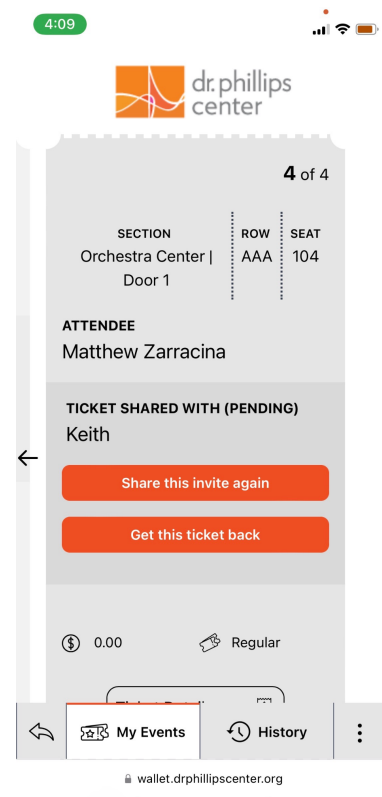 4:09
dr. phillips
center
4 of 4
SECTION ROW SEAT
Orchestra Center | AAA 104
Door 1
ATTENDEE
Matthew Zarracina
TICKET SHARED WITH (PENDING)
Keith
Share this invite again
Get this ticket back
0.00 Regular
My Events History
wallet.drphillipscenter.org